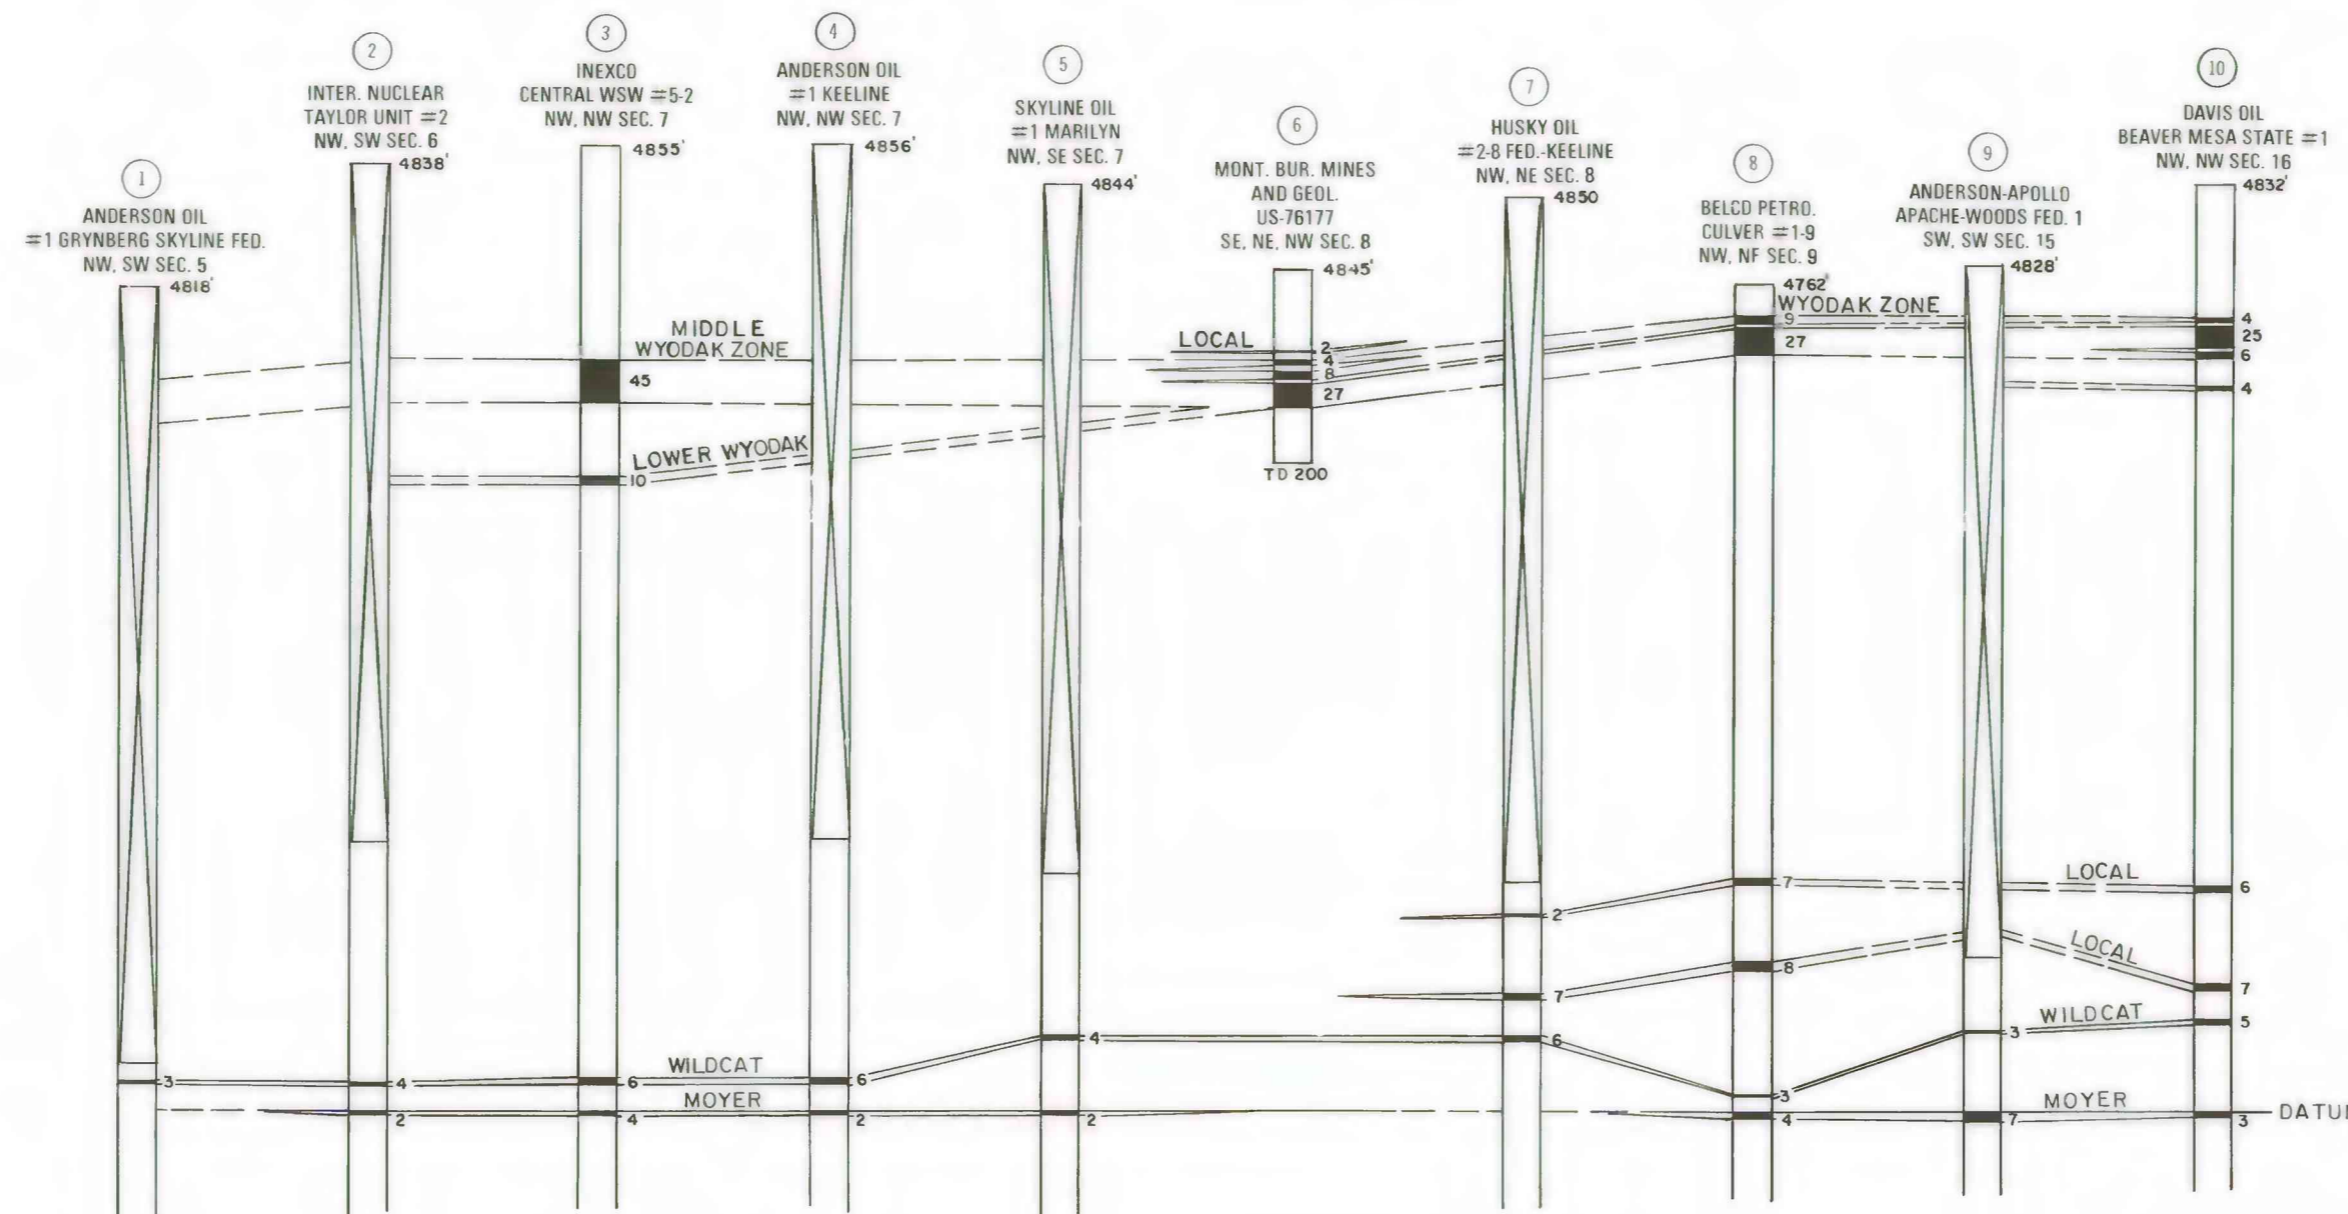 1
ANDERSON OIL
#1 GRYNBERG SKYLINE FED.
NW, SW SEC. 5
4818'
2
INTER. NUCLEAR
TAYLOR UNIT #2
NW, SW SEC. 6
4838'
3
INEXCO
CENTRAL WSW #5-2
NW, NW SEC. 7
4855'
4
ANDERSON OIL
#1 KEELINE
NW, NW SEC. 7
4856'
5
SKYLINE OIL
#1 MARILYN
NW, SE SEC. 7
4844'
6
MONT. BUR. MINES
AND GEOL.
US-76177
SE, NE, NW SEC. 8
4845'
7
HUSKY OIL
#2-8 FED.-KEELINE
NW, NE SEC. 8
4850
8
BELCO PETRO.
CULVER #1-9
NW, NF SEC. 9
4762'
9
ANDERSON-APOLLO
APACHE-WOODS FED. 1
SW, SW SEC. 15
4828'
10
DAVIS OIL
BEAVER MESA STATE #1
NW, NW SEC. 16
4832'
MIDDLE
WYODAK ZONE
45
LOWER WYODAK
10
LOCAL
2
4
8
27
TD 200
WYODAK ZONE
9
27
4
25
6
4
2
7
LOCAL
6
7
8
LOCAL
7
3
4
6
WILDCAT
6
4
6
3
3
WILDCAT
5
2
4
MOYER
2
2
4
7
MOYER
3
DATU